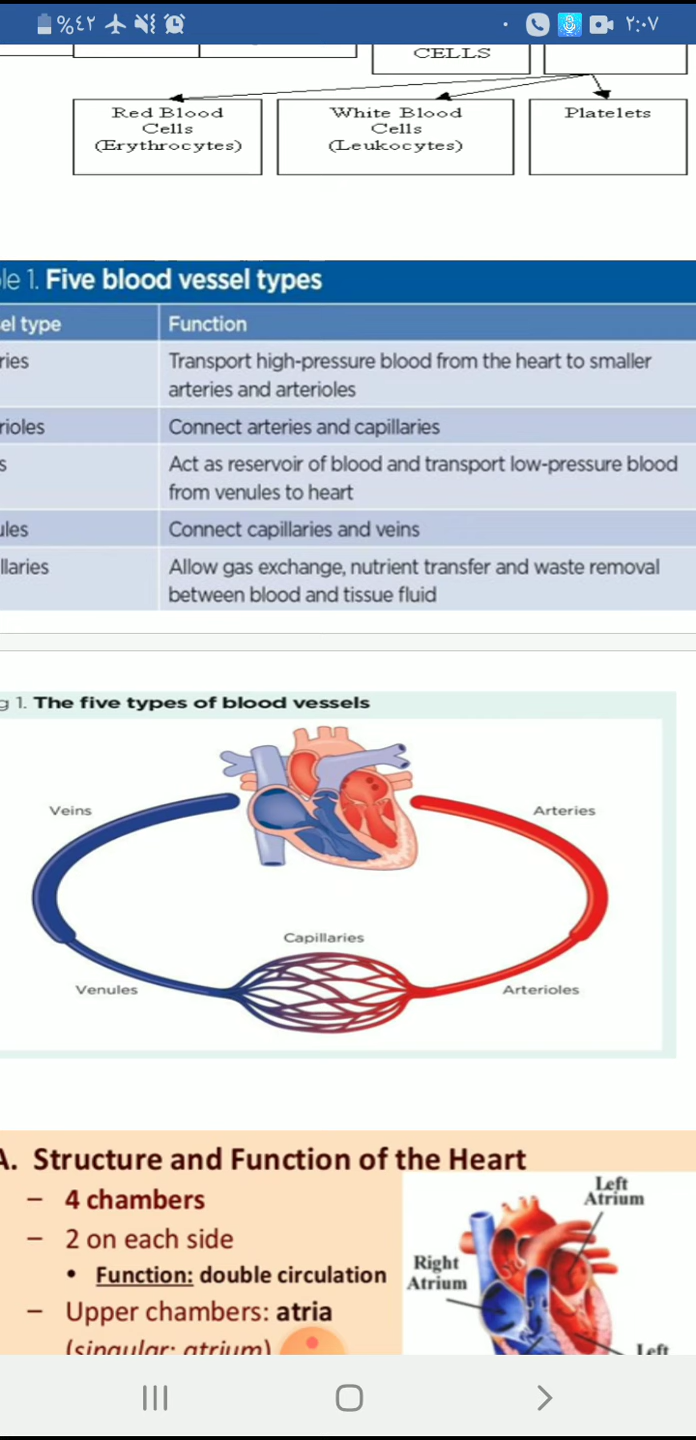 %٤٢ ٢:٠٧
CELLS
Red Blood
Cells
(Erythrocytes)
White Blood
Cells
(Leukocytes)
Platelets
le 1. Five blood vessel types
el type Function
ries Transport high-pressure blood from the heart to smaller
arteries and arterioles
rioles Connect arteries and capillaries
s Act as reservoir of blood and transport low-pressure blood
from venules to heart
ules Connect capillaries and veins
llaries Allow gas exchange, nutrient transfer and waste removal
between blood and tissue fluid
g 1. The five types of blood vessels
Veins
Arteries
Capillaries
Venules
Arterioles
A. Structure and Function of the Heart
– 4 chambers
– 2 on each side
• Function: double circulation
– Upper chambers: atria
(singular: atrium)
Left
Atrium
Right
Atrium
Left